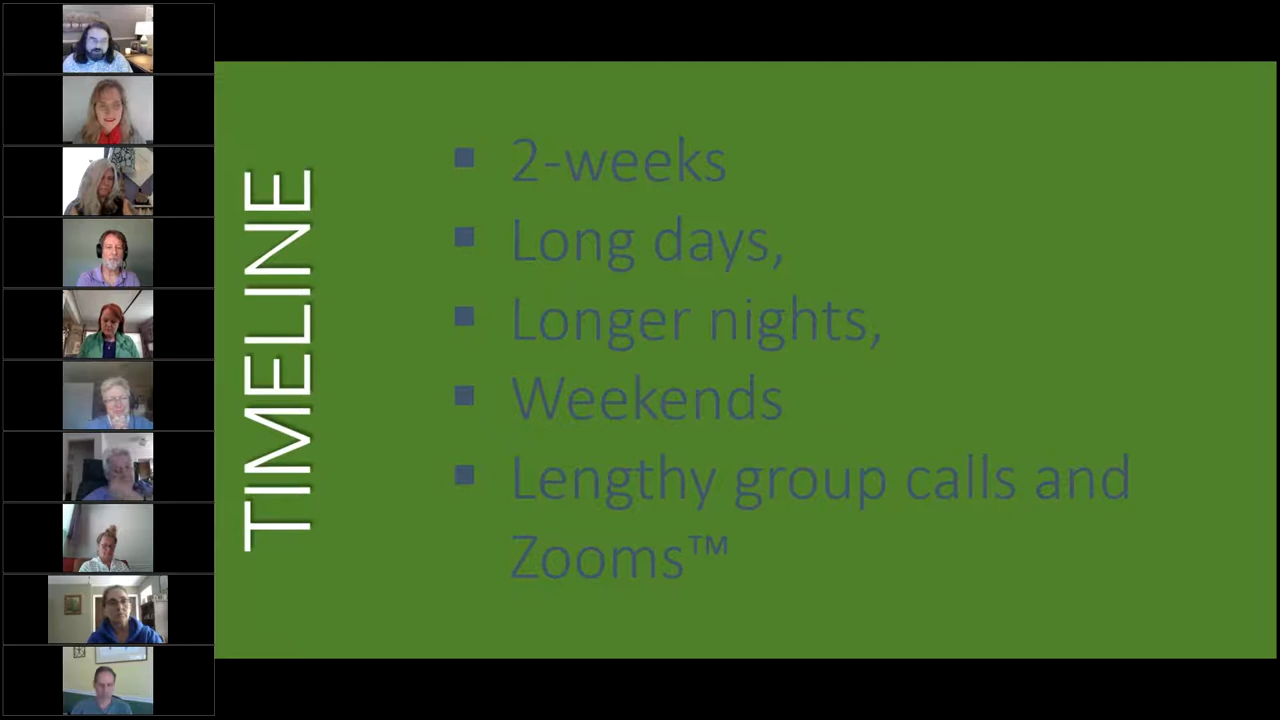 TIMELINE
▪ 2-weeks
▪ Long days,
▪ Longer nights,
▪ Weekends
▪ Lengthy group calls and
Zooms™